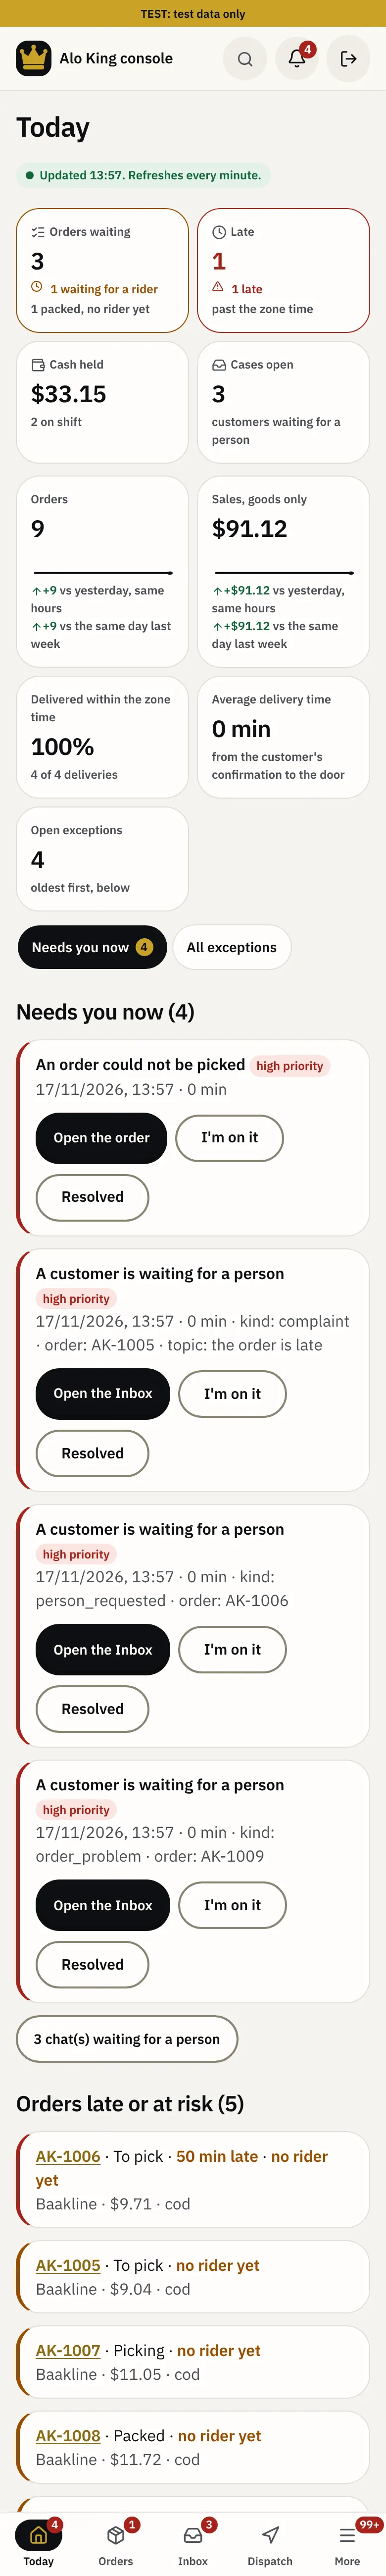 TEST: test data only
Alo King console
4
Today
Updated 13:57. Refreshes every minute.
Orders waiting
3
1 waiting for a rider
1 packed, no rider yet
Late
1
1 late
past the zone time
Cash held
$33.15
2 on shift
Cases open
3
customers waiting for a
person
Orders
9
+9 vs yesterday, same
hours
+9 vs the same day last
week
Sales, goods only
$91.12
+$91.12 vs yesterday,
same hours
+$91.12 vs the same
day last week
Delivered within the zone
time
100%
4 of 4 deliveries
Average delivery time
0 min
from the customer's
confirmation to the door
Open exceptions
4
oldest first, below
Needs you now 4
All exceptions
Needs you now (4)
An order could not be picked high priority
17/11/2026, 13:57 · 0 min
Open the order
I'm on it
Resolved
A customer is waiting for a person
high priority
17/11/2026, 13:57 · 0 min · kind: complaint
· order: AK-1005 · topic: the order is late
Open the Inbox
I'm on it
Resolved
A customer is waiting for a person
high priority
17/11/2026, 13:57 · 0 min · kind:
person_requested · order: AK-1006
Open the Inbox
I'm on it
Resolved
A customer is waiting for a person
high priority
17/11/2026, 13:57 · 0 min · kind:
order_problem · order: AK-1009
Open the Inbox
I'm on it
Resolved
3 chat(s) waiting for a person
Orders late or at risk (5)
AK-1006 · To pick · 50 min late · no rider
yet
Baakline · $9.71 · cod
AK-1005 · To pick · no rider yet
Baakline · $9.04 · cod
AK-1007 · Picking · no rider yet
Baakline · $11.05 · cod
AK-1008 · Packed · no rider yet
Baakline · $11.72 · cod
4
Today
1
Orders
3
Inbox
Dispatch
99+
More